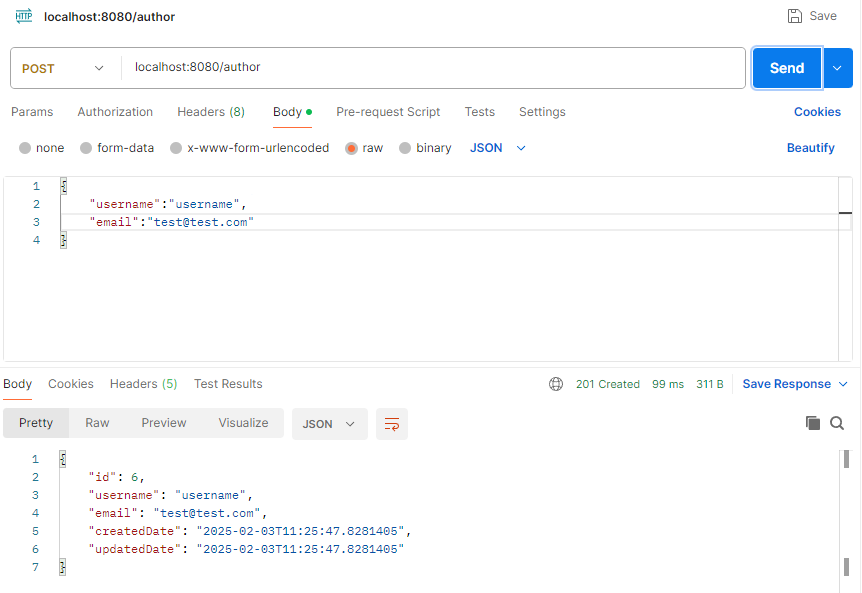 HTTP localhost:8080/author Save
POST localhost:8080/author Send
Params Authorization Headers (8) Body Pre-request Script Tests Settings Cookies
none form-data x-www-form-urlencoded raw binary JSON Beautify
1 {
2 "username":"username",
3 "email":"test@test.com"
4 }
Body Cookies Headers (5) Test Results 201 Created 99 ms 311 B Save Response
Pretty Raw Preview Visualize JSON
1 {
2 "id": 6,
3 "username": "username",
4 "email": "test@test.com",
5 "createdDate": "2025-02-03T11:25:47.8281405",
6 "updatedDate": "2025-02-03T11:25:47.8281405"
7 }